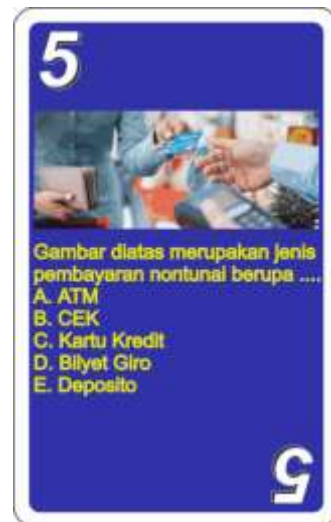 5
Gambar diatas merupakan jenis
pembayaran nontunai berupa ....
A. ATM
B. CEK
C. Kartu Kredit
D. Bilyet Giro
E. Deposito
5